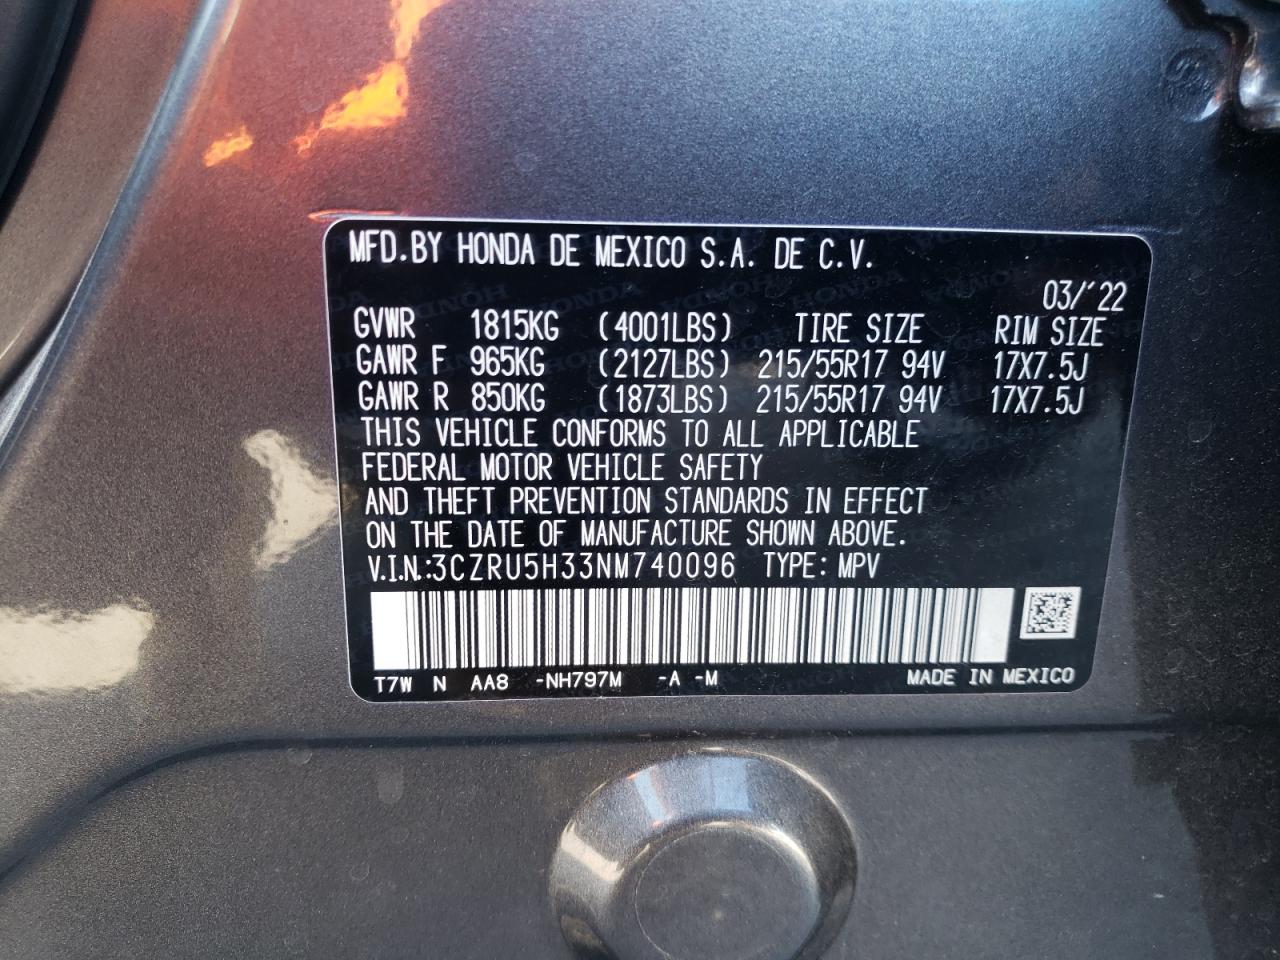 MFD.BY HONDA DE MEXICO S.A. DE C.V.
03/'22
GVWR 1815KG (4001LBS) TIRE SIZE RIM SIZE
GAWR F 965KG (2127LBS) 215/55R17 94V 17X7.5J
GAWR R 850KG (1873LBS) 215/55R17 94V 17X7.5J
THIS VEHICLE CONFORMS TO ALL APPLICABLE
FEDERAL MOTOR VEHICLE SAFETY
AND THEFT PREVENTION STANDARDS IN EFFECT
ON THE DATE OF MANUFACTURE SHOWN ABOVE.
V.I.N.:3CZRU5H33NM740096 TYPE: MPV
T7W N AA8 -NH797M -A -M MADE IN MEXICO